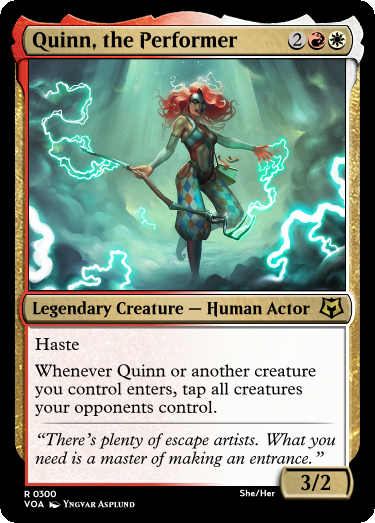 Quinn, the Performer 2
Legendary Creature — Human Actor
Haste
Whenever Quinn or another creature
you control enters, tap all creatures
your opponents control.
“There’s plenty of escape artists. What you
need is a master of making an entrance.”
3/2
R 0300 She/Her
VOA Yngvar Asplund